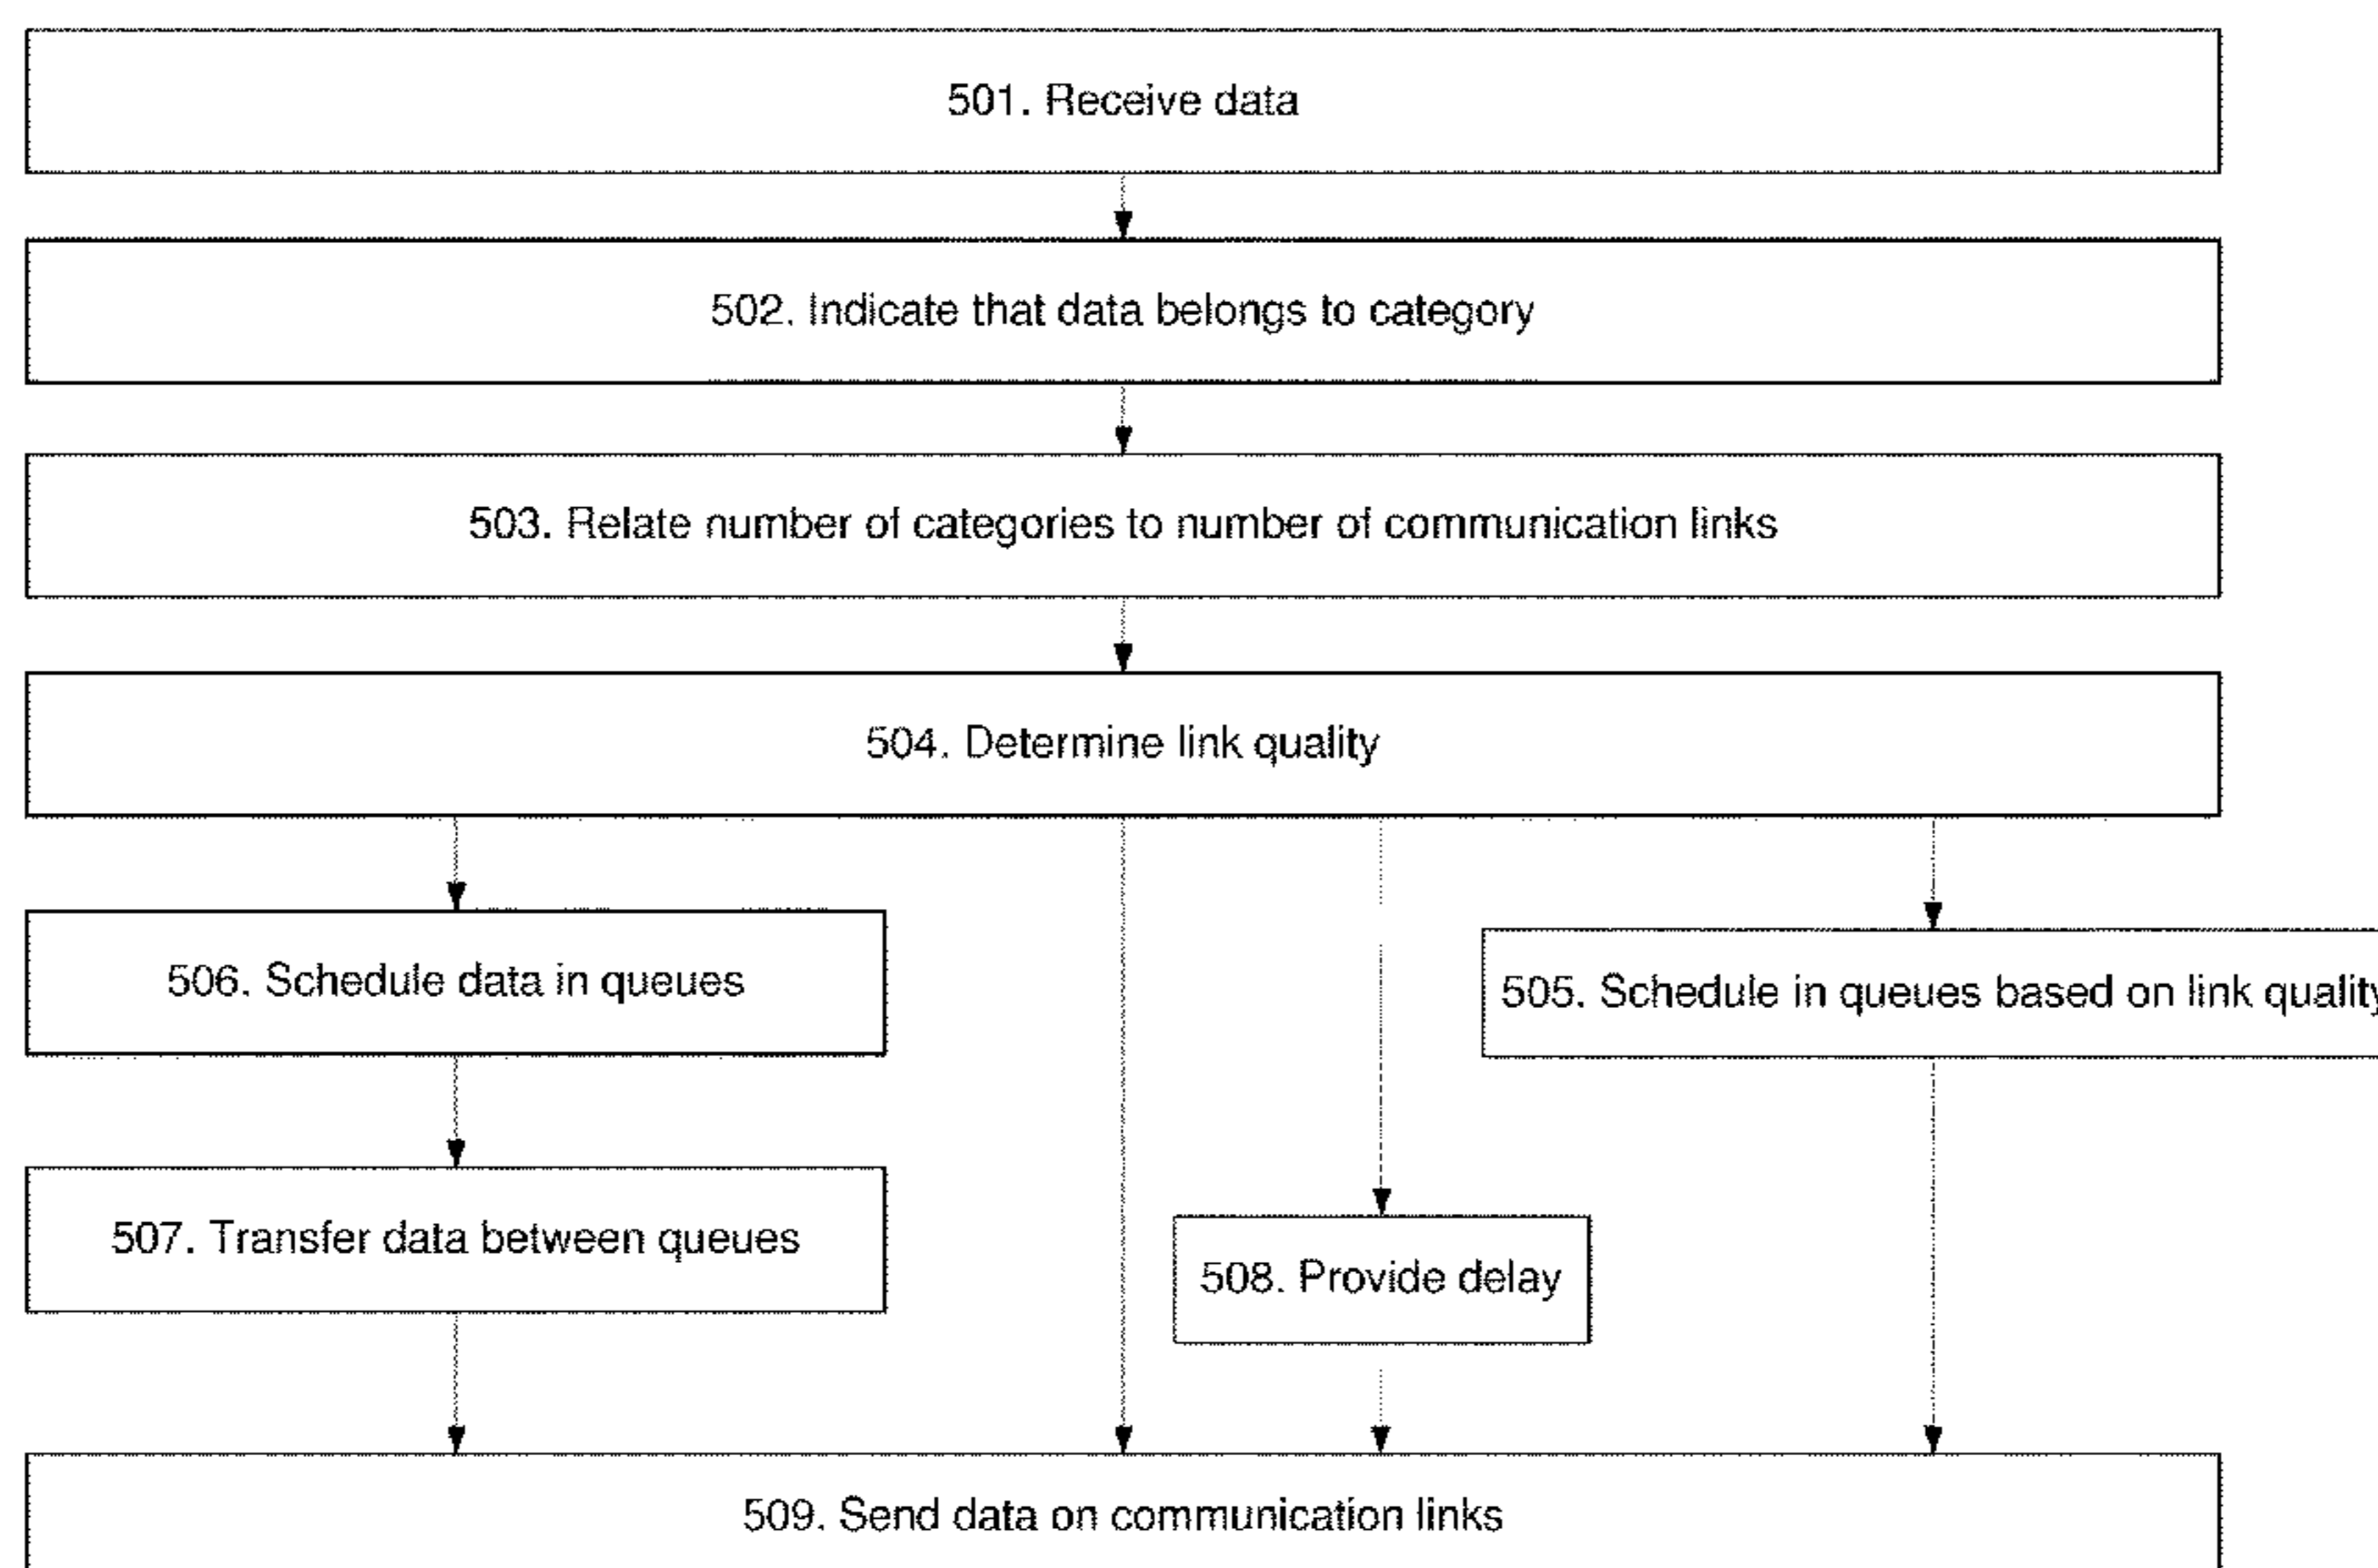 501. Receive data
502. Indicate that data belongs to category
503. Relate number of categories to number of communication links
504. Determine link quality
506. Schedule data in queues
505. Schedule in queues based on link quality
507. Transfer data between queues
508. Provide delay
509. Send data on communication links